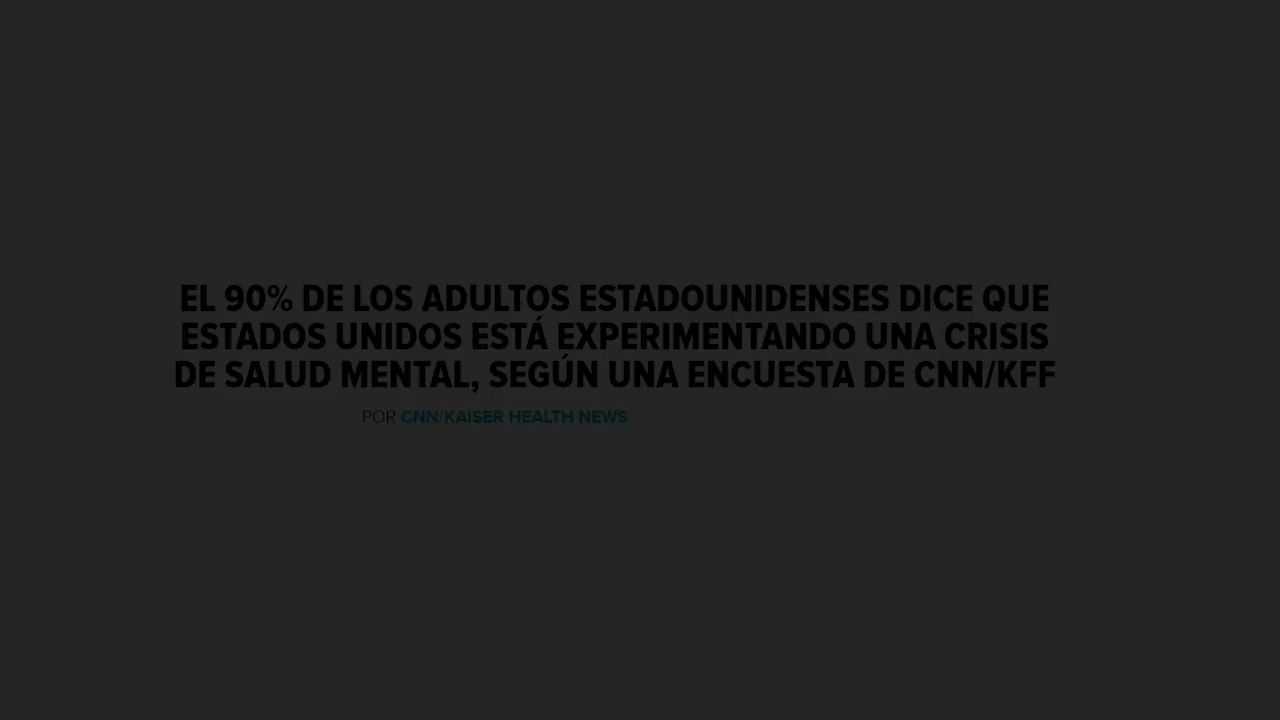 EL 90% DE LOS ADULTOS ESTADOUNIDENSES DICE QUE
ESTADOS UNIDOS ESTÁ EXPERIMENTANDO UNA CRISIS
DE SALUD MENTAL, SEGÚN UNA ENCUESTA DE CNN/KFF
POR CNN/KAISER HEALTH NEWS